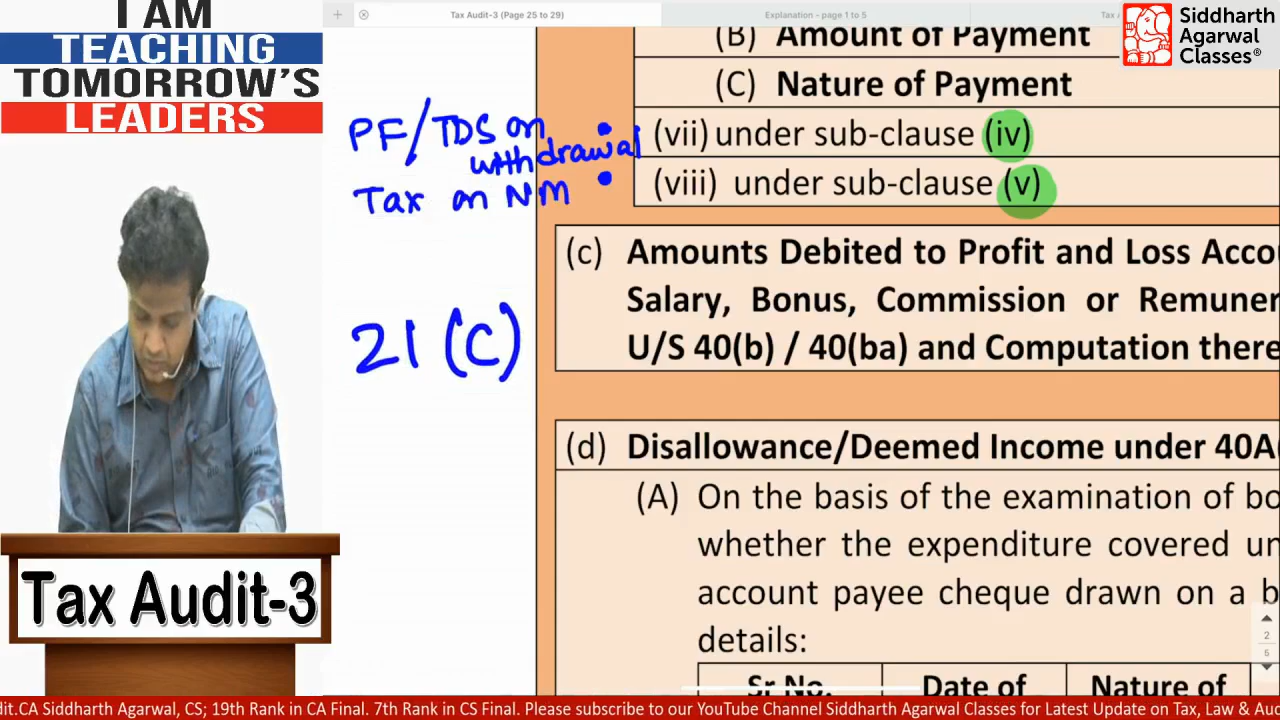 I AM
TEACHING
TOMORROW'S
LEADERS
Tax Audit-3 (Page 25 to 29)
Explanation - page 1 to 5
Siddharth
Agarwal
Classes®
(B) Amount of Payment
(C) Nature of Payment
(vii) under sub-clause (iv)
(viii) under sub-clause (v)
PF/TDS on
withdrawal
Tax on NM
21 (C)
(c) Amounts Debited to Profit and Loss Acco
Salary, Bonus, Commission or Remuner
U/S 40(b) / 40(ba) and Computation there
(d) Disallowance/Deemed Income under 40A
(A) On the basis of the examination of bo
whether the expenditure covered un
account payee cheque drawn on a b
details:
Sr No. Date of Nature of
2
5
Tax Audit-3
dit.CA Siddharth Agarwal, CS; 19th Rank in CA Final. 7th Rank in CS Final. Please subscribe to our YouTube Channel Siddharth Agarwal Classes for Latest Update on Tax, Law & Aud